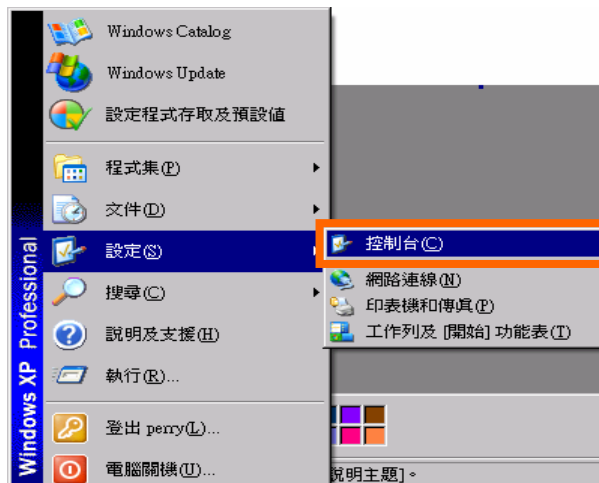 Windows Catalog
Windows Update
設定程式存取及預設値
程式集(P)
文件(D)
設定(S)
搜尋(C)
說明及支援(H)
執行(R)...
登出 perry(L)...
電腦關機(U)...
Windows XP Professional
控制台(C)
網路連線(N)
印表機和傳眞(P)
工作列及 [開始] 功能表(T)
說明主題]。